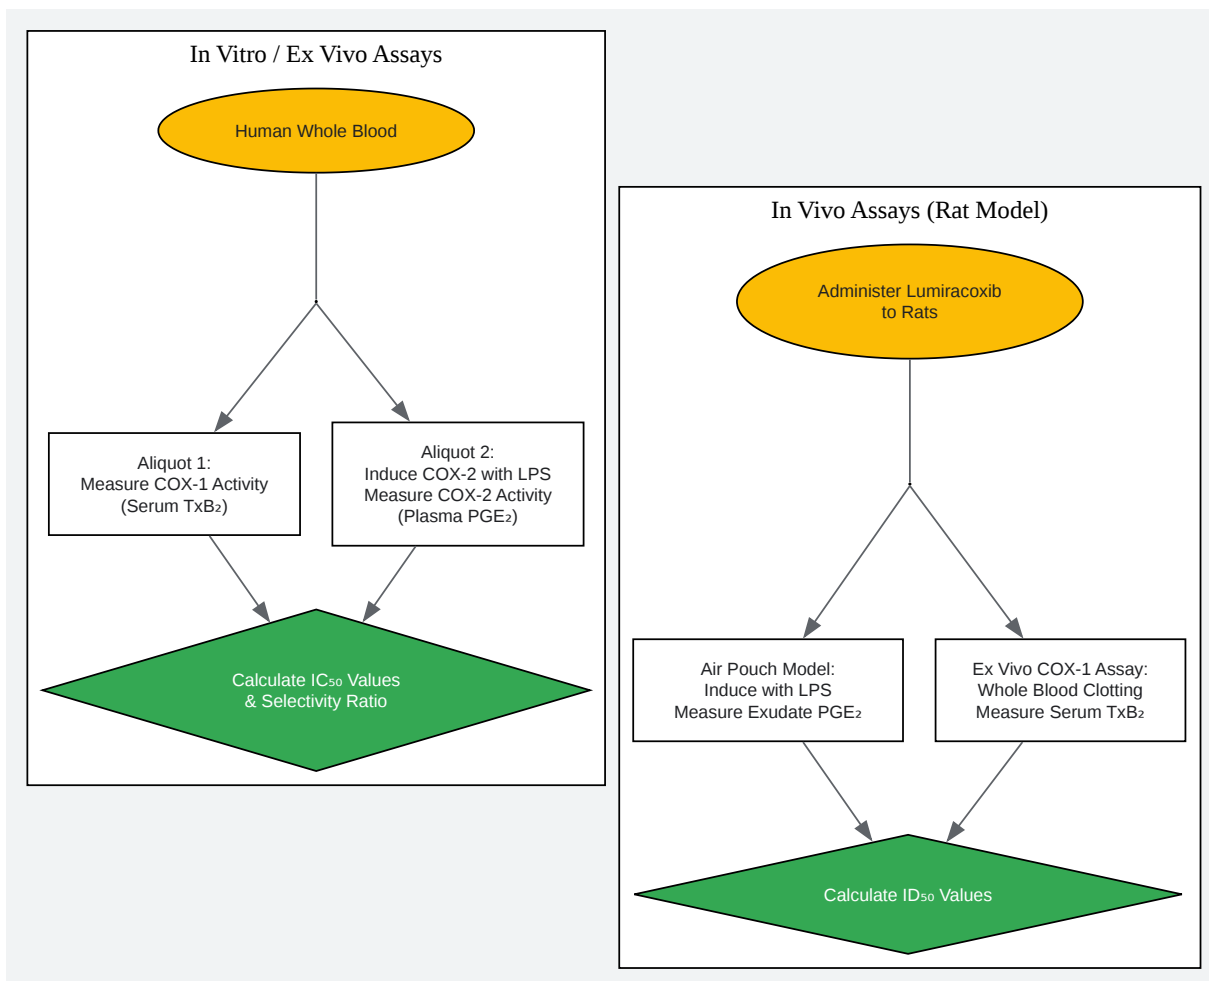 In Vitro / Ex Vivo Assays
Human Whole Blood
Aliquot 1:
Measure COX-1 Activity
(Serum TxB₂)
Aliquot 2:
Induce COX-2 with LPS
Measure COX-2 Activity
(Plasma PGE₂)
Calculate IC₅₀ Values
& Selectivity Ratio
In Vivo Assays (Rat Model)
Administer Lumiracoxib
to Rats
Air Pouch Model:
Induce with LPS
Measure Exudate PGE₂
Ex Vivo COX-1 Assay:
Whole Blood Clotting
Measure Serum TxB₂
Calculate ID₅₀ Values